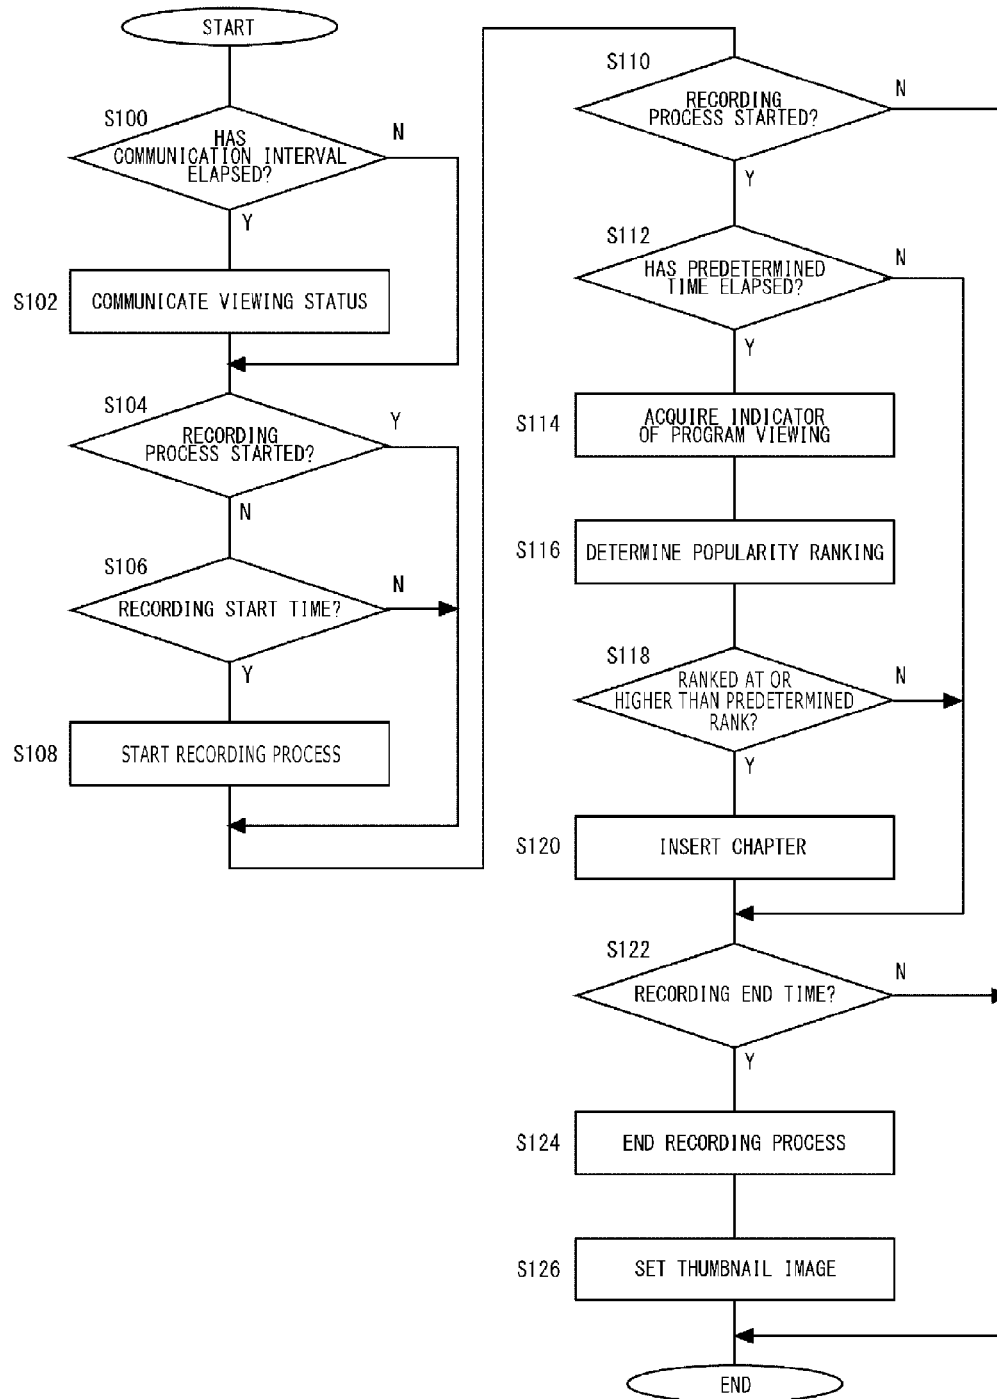 START
S100
HAS
COMMUNICATION INTERVAL
ELAPSED?
N
Y
S102
COMMUNICATE VIEWING STATUS
S104
RECORDING
PROCESS STARTED?
Y
N
S106
RECORDING START TIME?
N
Y
S108
START RECORDING PROCESS
S110
RECORDING
PROCESS STARTED?
N
Y
S112
HAS PREDETERMINED
TIME ELAPSED?
N
Y
S114
ACQUIRE INDICATOR
OF PROGRAM VIEWING
S116
DETERMINE POPULARITY RANKING
S118
RANKED AT OR
HIGHER THAN PREDETERMINED
RANK?
N
Y
S120
INSERT CHAPTER
S122
RECORDING END TIME?
N
Y
S124
END RECORDING PROCESS
S126
SET THUMBNAIL IMAGE
END